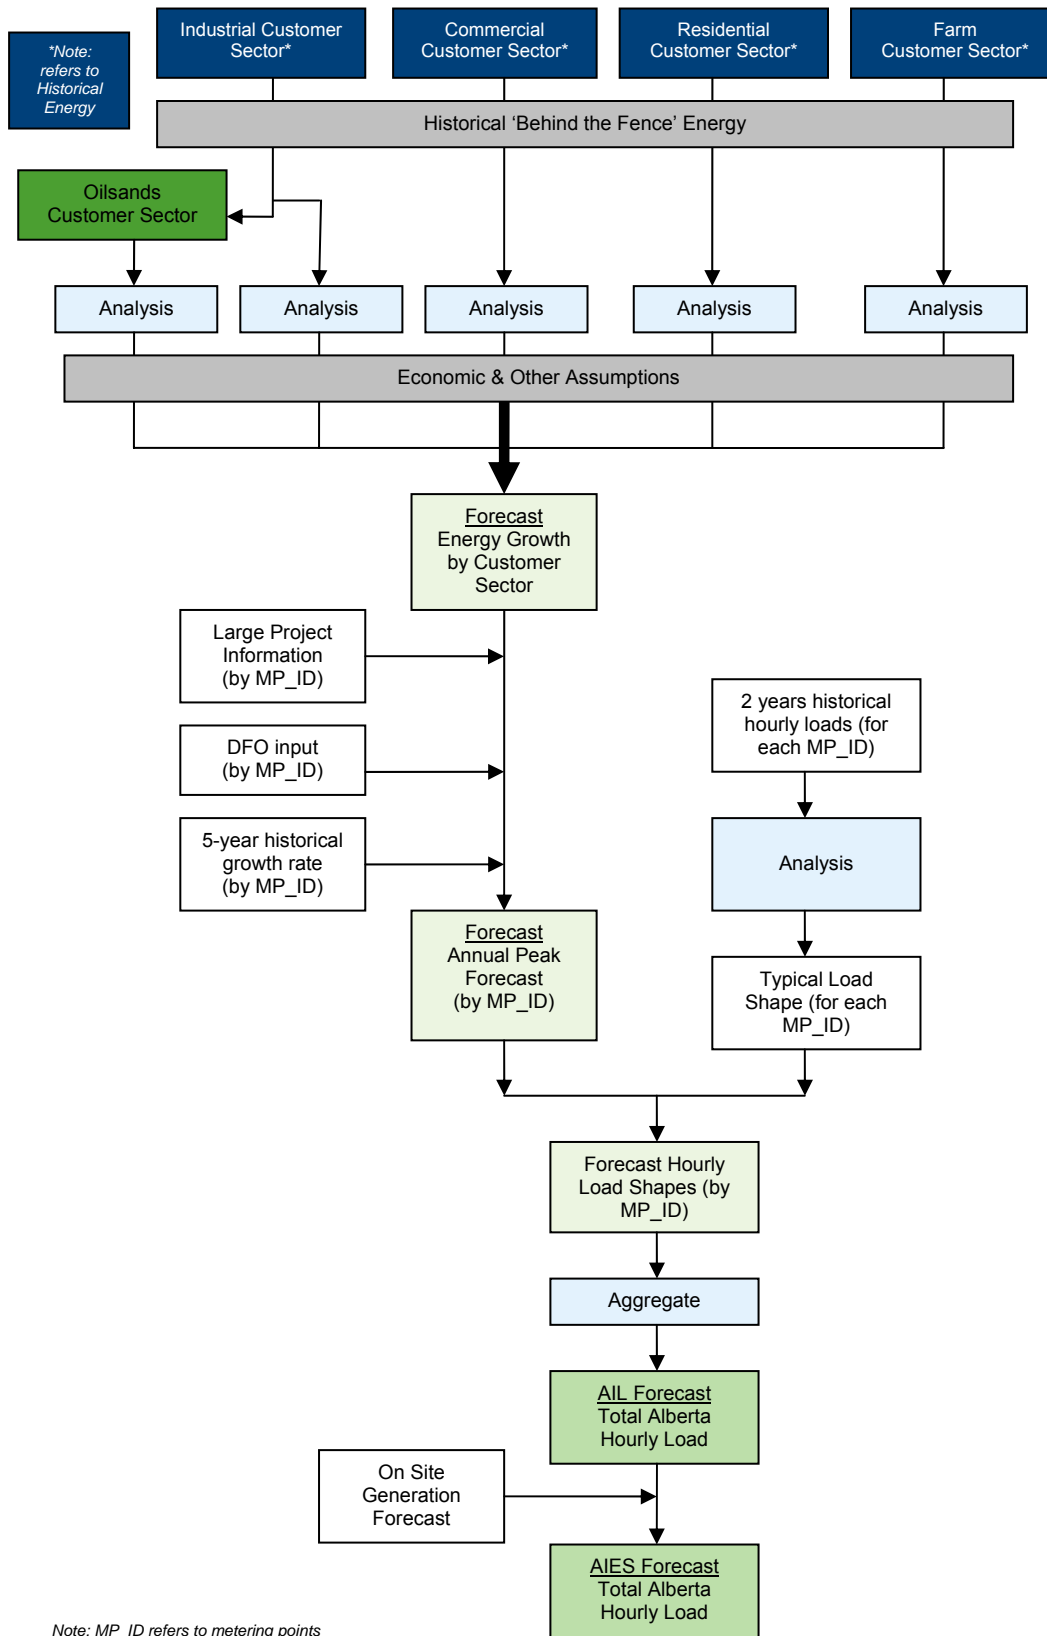 *Note:
refers to
Historical
Energy
Industrial Customer
Sector*
Commercial
Customer Sector*
Residential
Customer Sector*
Farm
Customer Sector*
Historical ‘Behind the Fence’ Energy
Oilsands
Customer Sector
Analysis
Analysis
Analysis
Analysis
Analysis
Economic & Other Assumptions
Forecast
Energy Growth
by Customer
Sector
Large Project
Information
(by MP_ID)
DFO input
(by MP_ID)
5-year historical
growth rate
(by MP_ID)
2 years historical
hourly loads (for
each MP_ID)
Analysis
Forecast
Annual Peak
Forecast
(by MP_ID)
Typical Load
Shape (for each
MP_ID)
Forecast Hourly
Load Shapes (by
MP_ID)
Aggregate
AIL Forecast
Total Alberta
Hourly Load
On Site
Generation
Forecast
AIES Forecast
Total Alberta
Hourly Load
Note: MP_ID refers to metering points